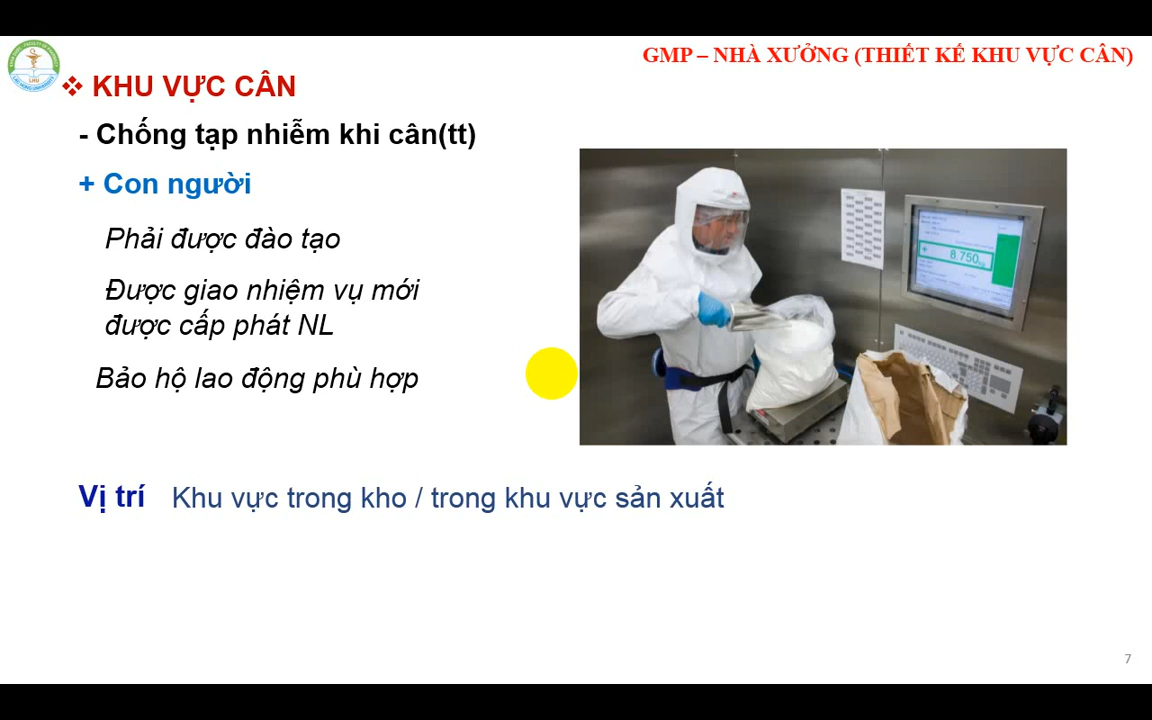 GMP – NHÀ XƯỞNG (THIẾT KẾ KHU VỰC CÂN)
❖ KHU VỰC CÂN
- Chống tạp nhiễm khi cân(tt)
+ Con người
Phải được đào tạo
Được giao nhiệm vụ mới
được cấp phát NL
Bảo hộ lao động phù hợp
8.750
Vị trí Khu vực trong kho / trong khu vực sản xuất
7